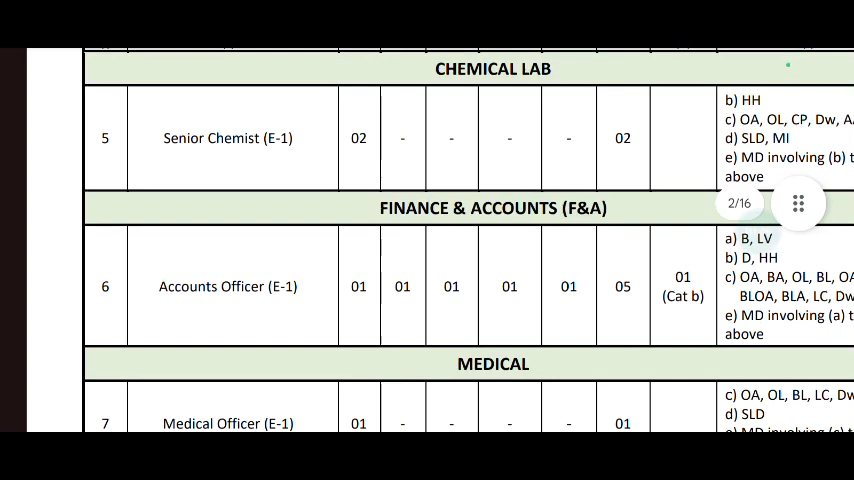 CHEMICAL LAB
5 Senior Chemist (E-1) 02 - - - - 02
b) HH
c) OA, OL, CP, Dw,
d) SLD, MI
e) MD involving (b)
above
FINANCE & ACCOUNTS (F&A)
2/16
6 Accounts Officer (E-1) 01 01 01 01 01 05 01
(Cat b)
a) B, LV
b) D, HH
c) OA, BA, OL, BL,
BLOA, BLA, LC,
e) MD involving (a)
above
MEDICAL
7 Medical Officer (E-1) 01 - - - - 01
c) OA, OL, BL, LC,
d) SLD